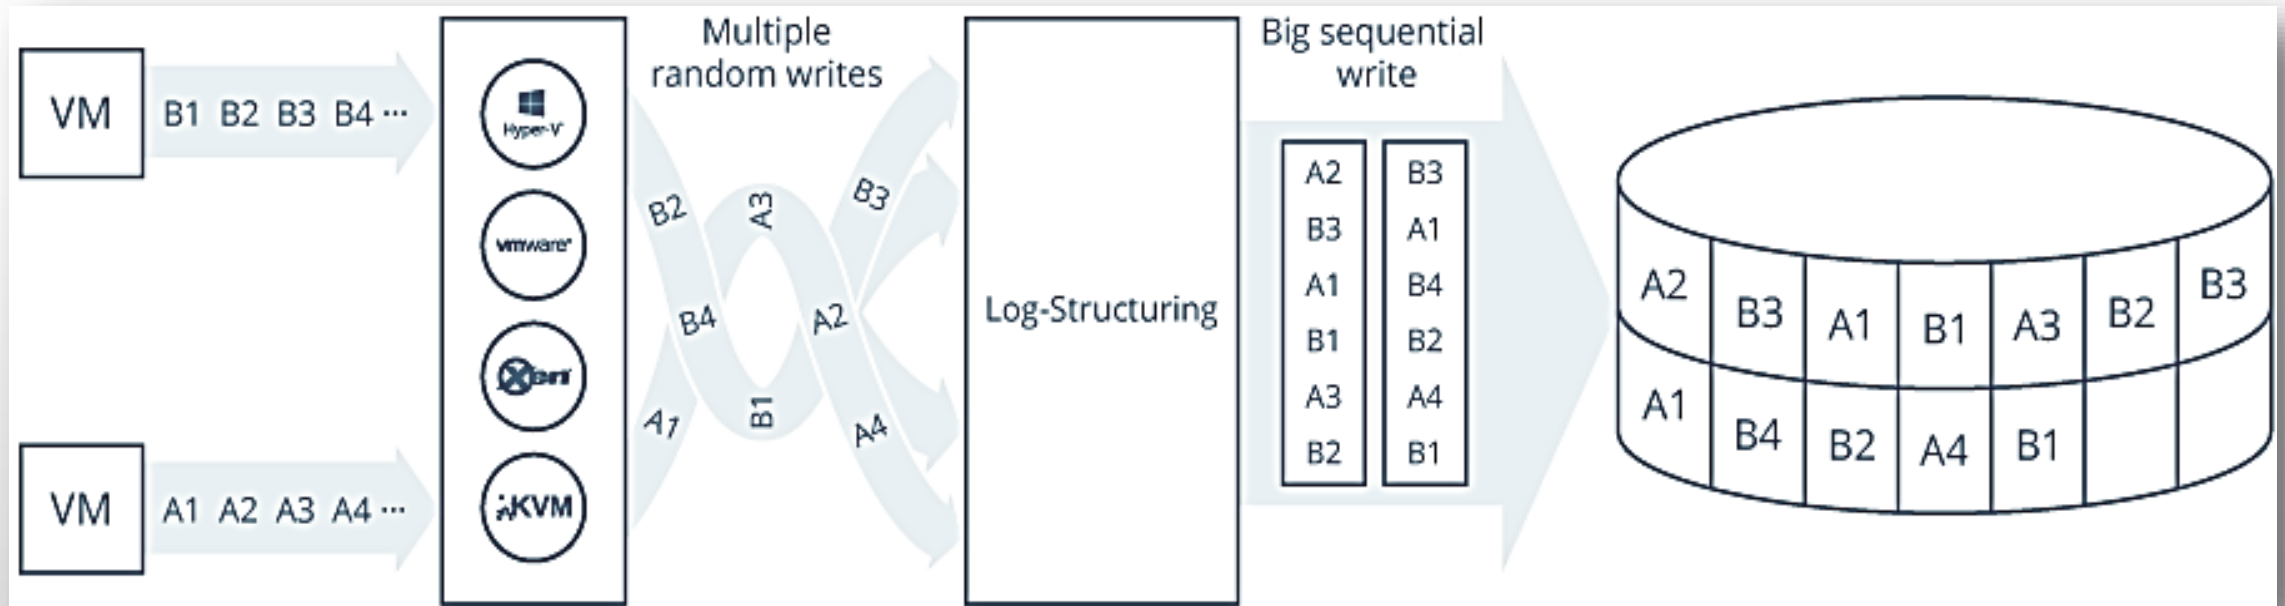 VM
B1 B2 B3 B4 ...
VM
A1 A2 A3 A4 ...
Hyper-V
vmware
Xen
KVM
Multiple
random writes
B2
A3
B3
B4
A2
A1
B1
A4
Log-Structuring
Big sequential
write
A2 B3
B3 A1
A1 B4
B1 B2
A3 A4
B2 B1
A2 B3 A1 B1 A3 B2 B3
A1 B4 B2 A4 B1